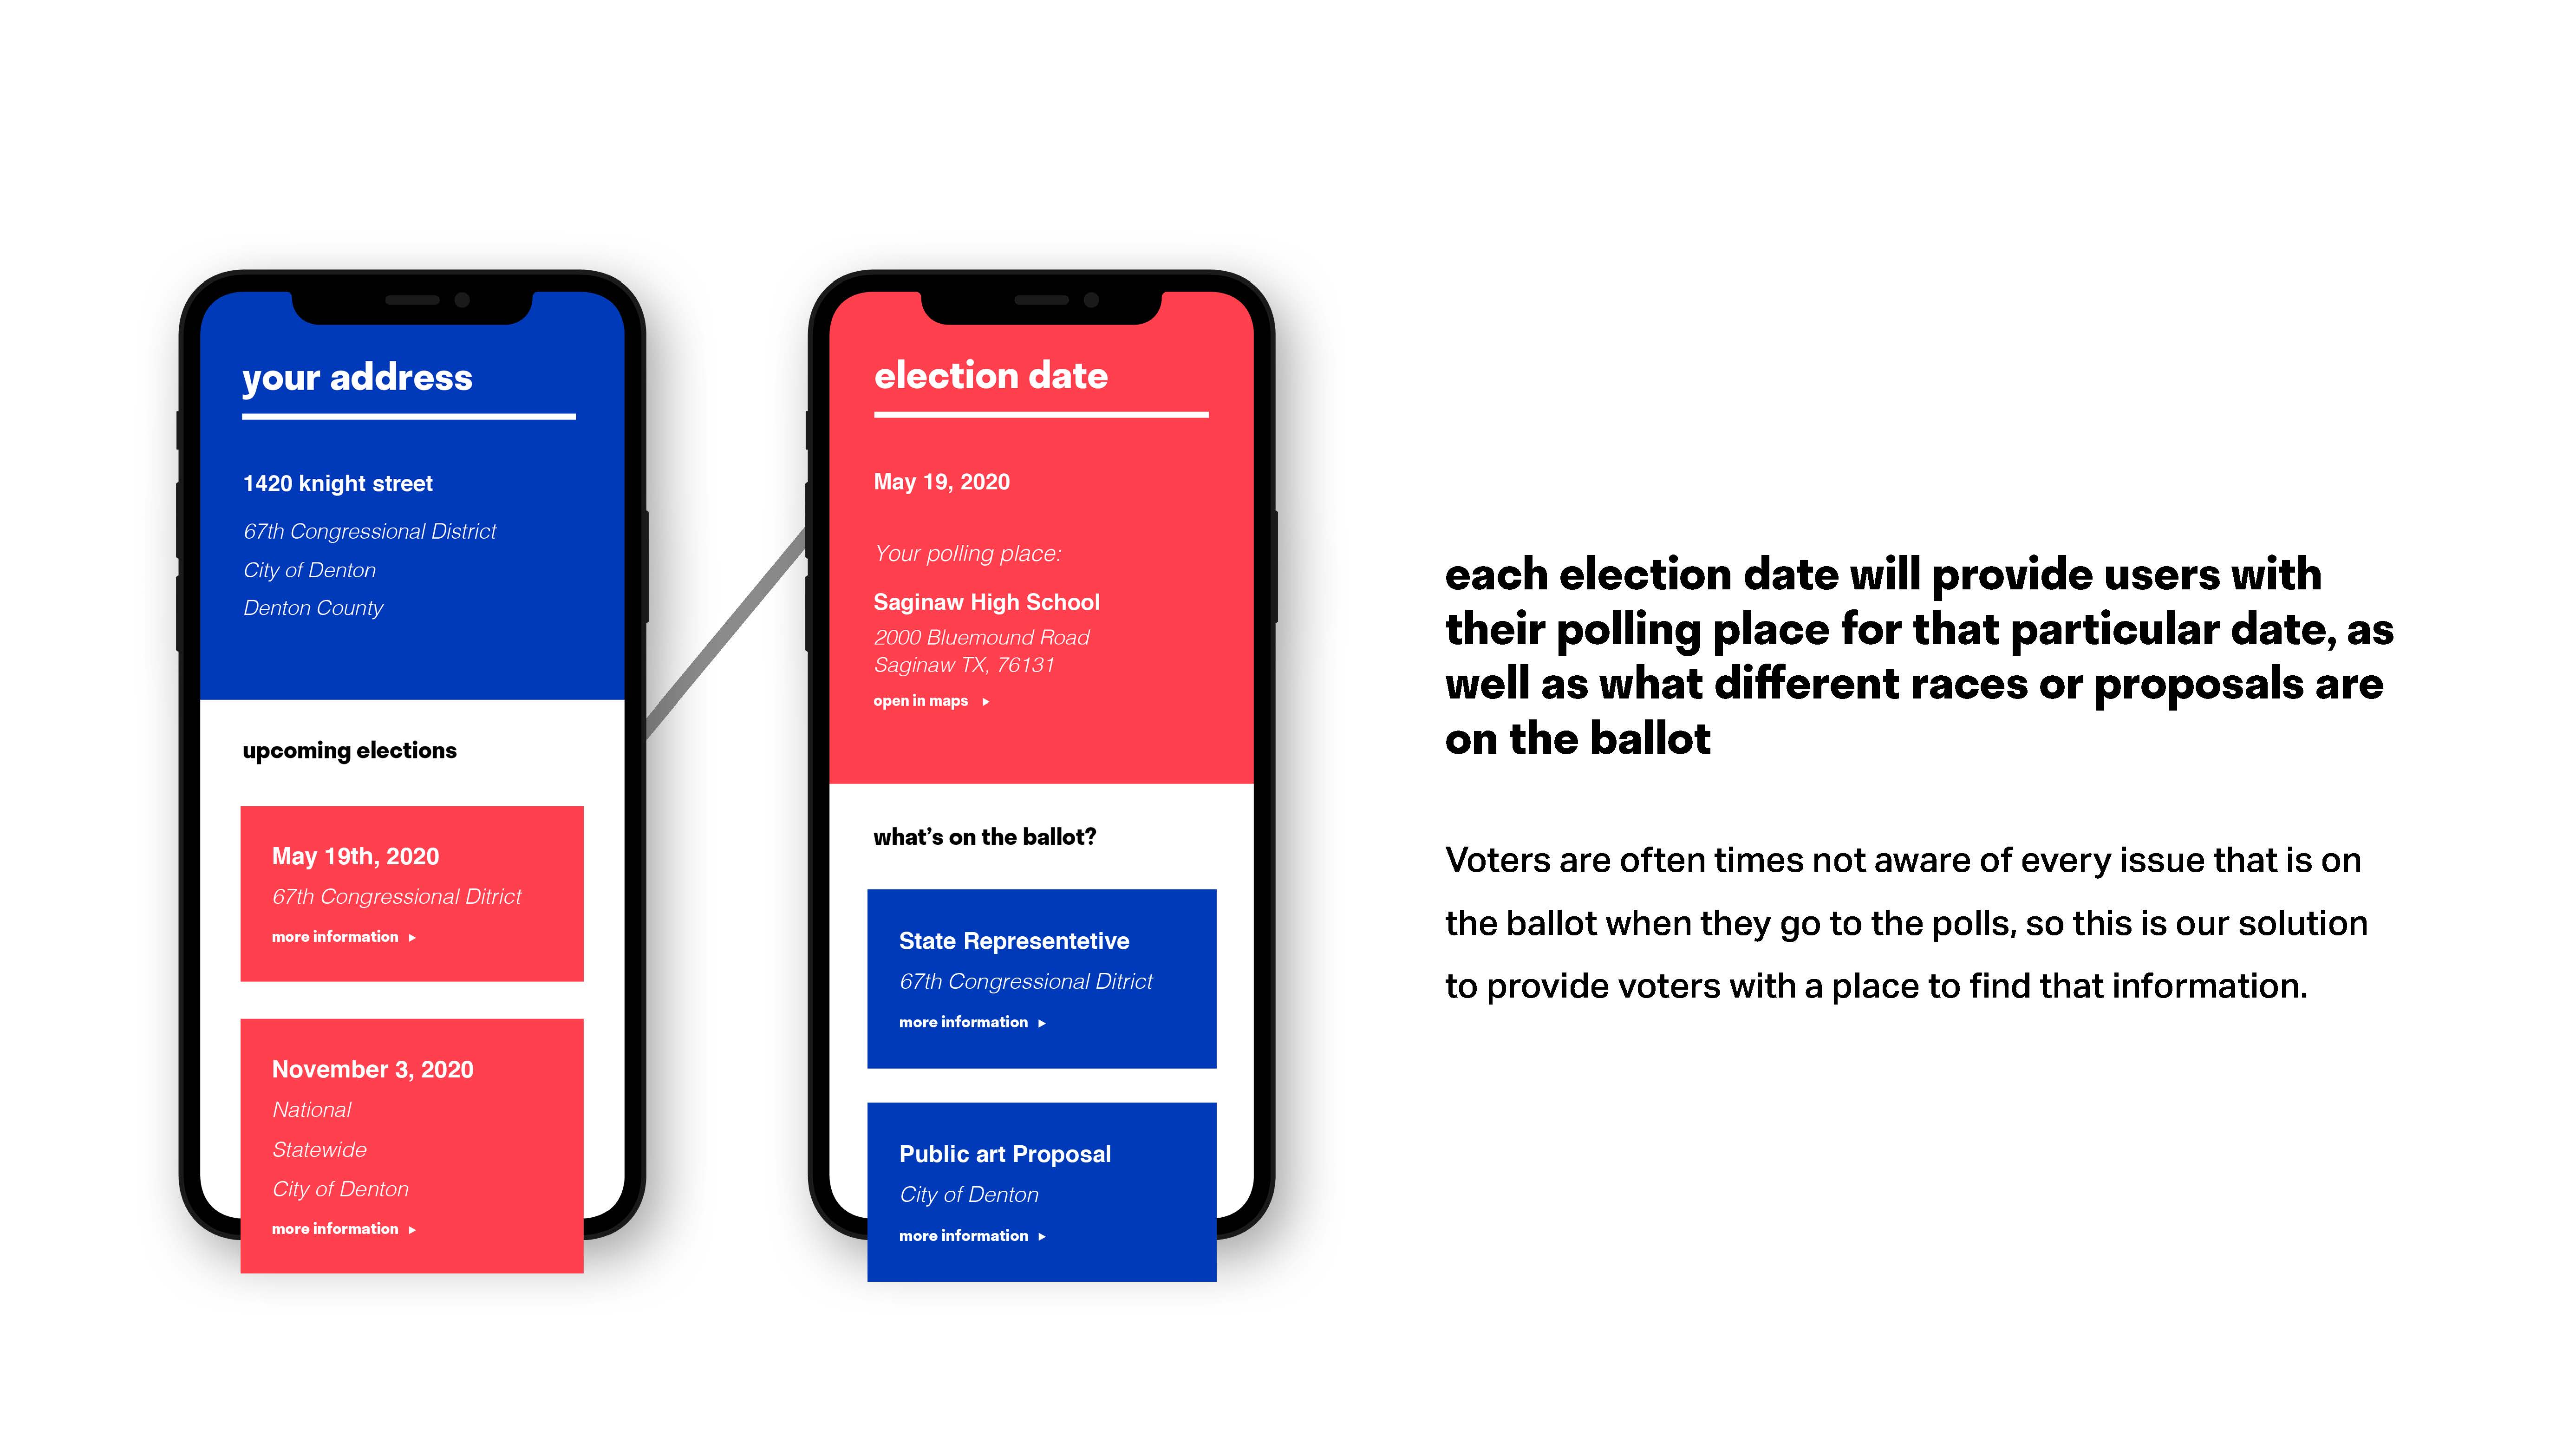 your address
1420 knight street
67th Congressional District
City of Denton
Denton County
upcoming elections
May 19th, 2020
67th Congressional Ditrict
more information ▸
November 3, 2020
National
Statewide
City of Denton
more information ▸
election date
May 19, 2020
Your polling place:
Saginaw High School
2000 Bluemound Road
Saginaw TX, 76131
open in maps ▸
what's on the ballot?
State Representetive
67th Congressional Ditrict
more information ▸
Public art Proposal
City of Denton
more information ▸
each election date will provide users with
their polling place for that particular date, as
well as what different races or proposals are
on the ballot
Voters are often times not aware of every issue that is on
the ballot when they go to the polls, so this is our solution
to provide voters with a place to find that information.